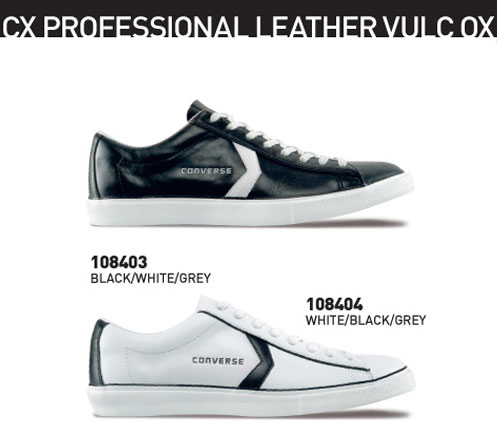 CX PROFESSIONAL LEATHER VULC OX
CONVERSE
108403
BLACK/WHITE/GREY
108404
WHITE/BLACK/GREY
CONVERSE